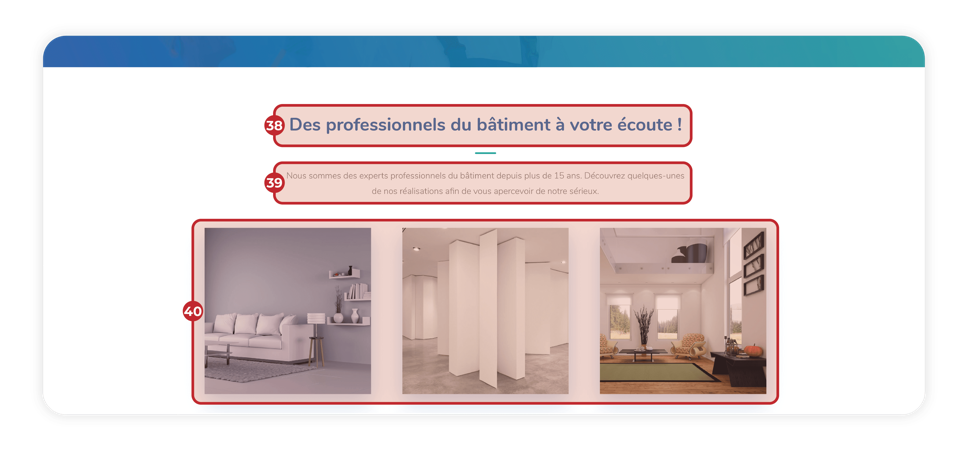 38 Des professionnels du bâtiment à votre écoute !
39 Nous sommes des experts professionnels du bâtiment depuis plus de 15 ans. Découvrez quelques-unes
de nos réalisations afin de vous apercevoir de notre sérieux.
40